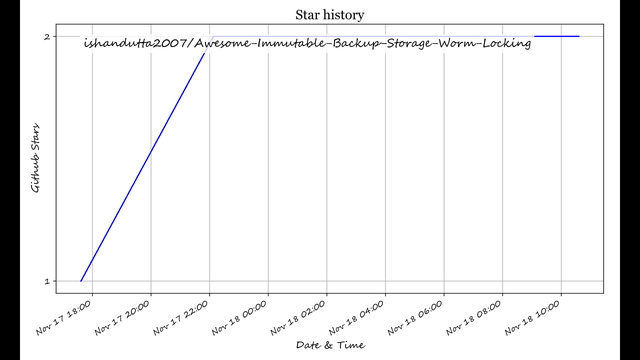 Star history
ishandutta2007/Awesome-Immutable-Backup-Storage-Worm-Locking
2
1
Github Stars
Nov 17 18:00
Nov 17 20:00
Nov 17 22:00
Nov 18 00:00
Nov 18 02:00
Nov 18 04:00
Nov 18 06:00
Nov 18 08:00
Nov 18 10:00
Date & Time